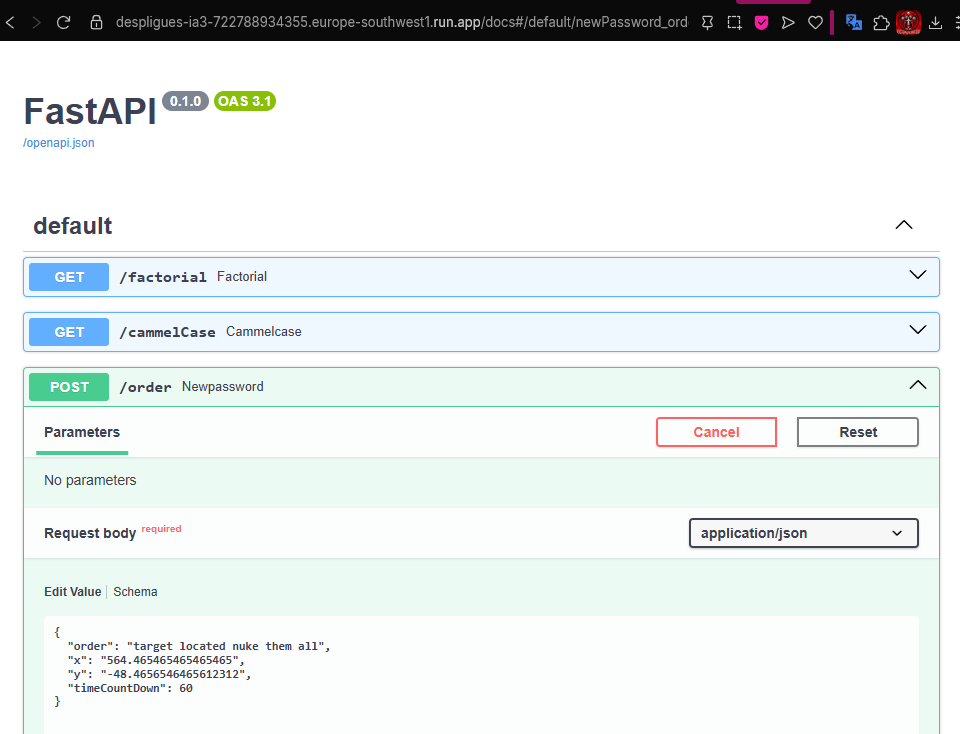 despligues-ia3-722788934355.europe-southwest1.run.app/docs#/default/newPassword_ord
FastAPI 0.1.0 OAS 3.1
/openapi.json
default
GET /factorial Factorial
GET /cammelCase Cammelcase
POST /order Newpassword
Parameters Cancel Reset
No parameters
Request body required application/json
Edit Value Schema
{
"order": "target located nuke them all",
"x": "564.465465465465465",
"y": "-48.4656546465612312",
"timeCountDown": 60
}